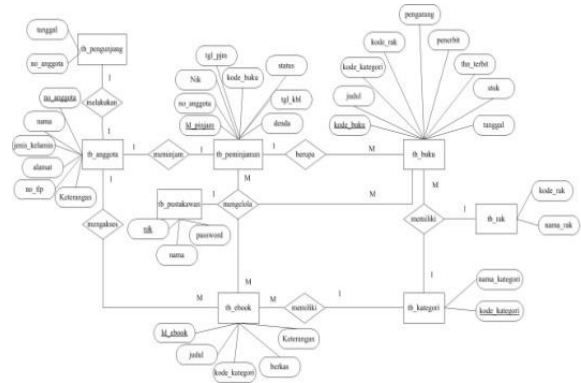 tanggal
tb_pengunjung
no_anggota
1
melakukan
1
no_anggota
nama
jenis_kelamin
alamat
no_tlp
Keterangan
tb_anggota
1
meminjam
1
tgl_pjm
kode_buku
status
Nik
no_anggota
tgl_kbl
Id_pinjam
denda
tb_peminjaman
1
berupa
M
pengarang
penerbit
kode_rak
thn_terbit
kode_kategori
stok
judul
kode_buku
tanggal
tb_buku
1
M
M
M
tb_pustakawan
1
mengelola
nik
password
nama
mengakses
memiliki
1
tb_rak
kode_rak
nama_rak
M
1
M
tb_ebook
M
memiliki
1
tb_kategori
nama_kategori
kode_kategori
Id_ebook
judul
kode_kategori
berkas
Keterangan